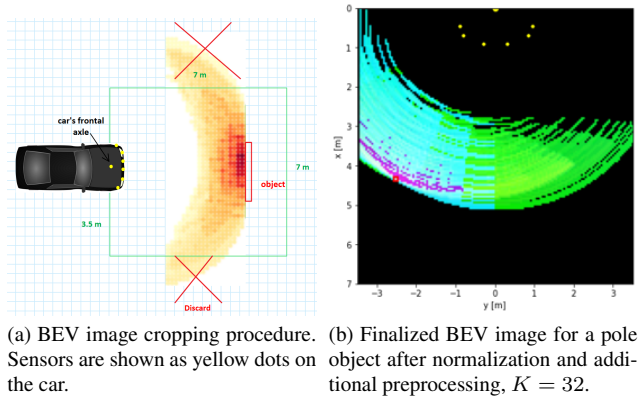 7 m
car's frontal
axle
7 m
object
3.5 m
Discard
0
1
2
3
4
5
6
7
x [m]
−3 −2 −1 0 1 2 3
y [m]
(a) BEV image cropping procedure.
Sensors are shown as yellow dots on
the car.
(b) Finalized BEV image for a pole
object after normalization and addi-
tional preprocessing, K = 32.